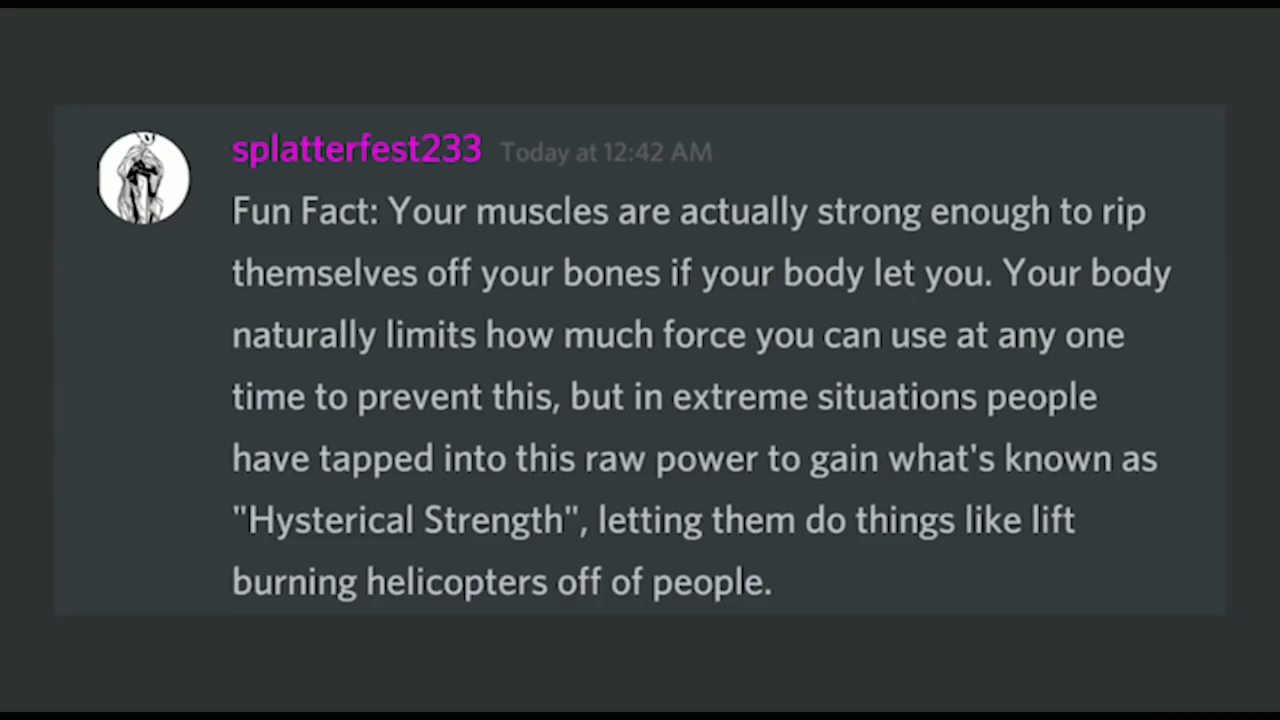 splatterfest233 Today at 12:42 AM
Fun Fact: Your muscles are actually strong enough to rip
themselves off your bones if your body let you. Your body
naturally limits how much force you can use at any one
time to prevent this, but in extreme situations people
have tapped into this raw power to gain what's known as
"Hysterical Strength", letting them do things like lift
burning helicopters off of people.